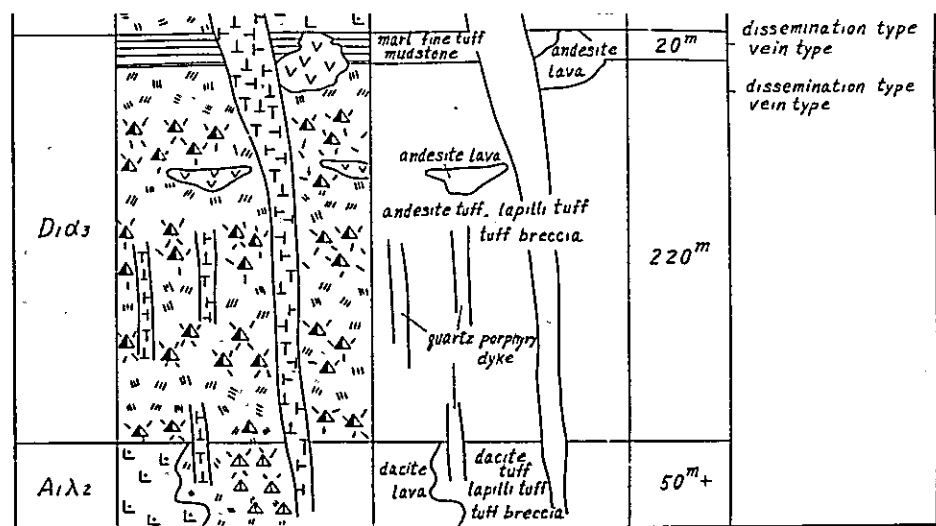 marl fine tuff
mudstone
andesite
lava
20m
dissemination type
vein type
dissemination type
vein type
andesite lava
D1α3
andesite tuff. lapilli tuff
tuff breccia
220m
quartz porphyry
dyke
A1λ2
dacite
lava
dacite
tuff
lapilli tuff
tuff breccia
50m+